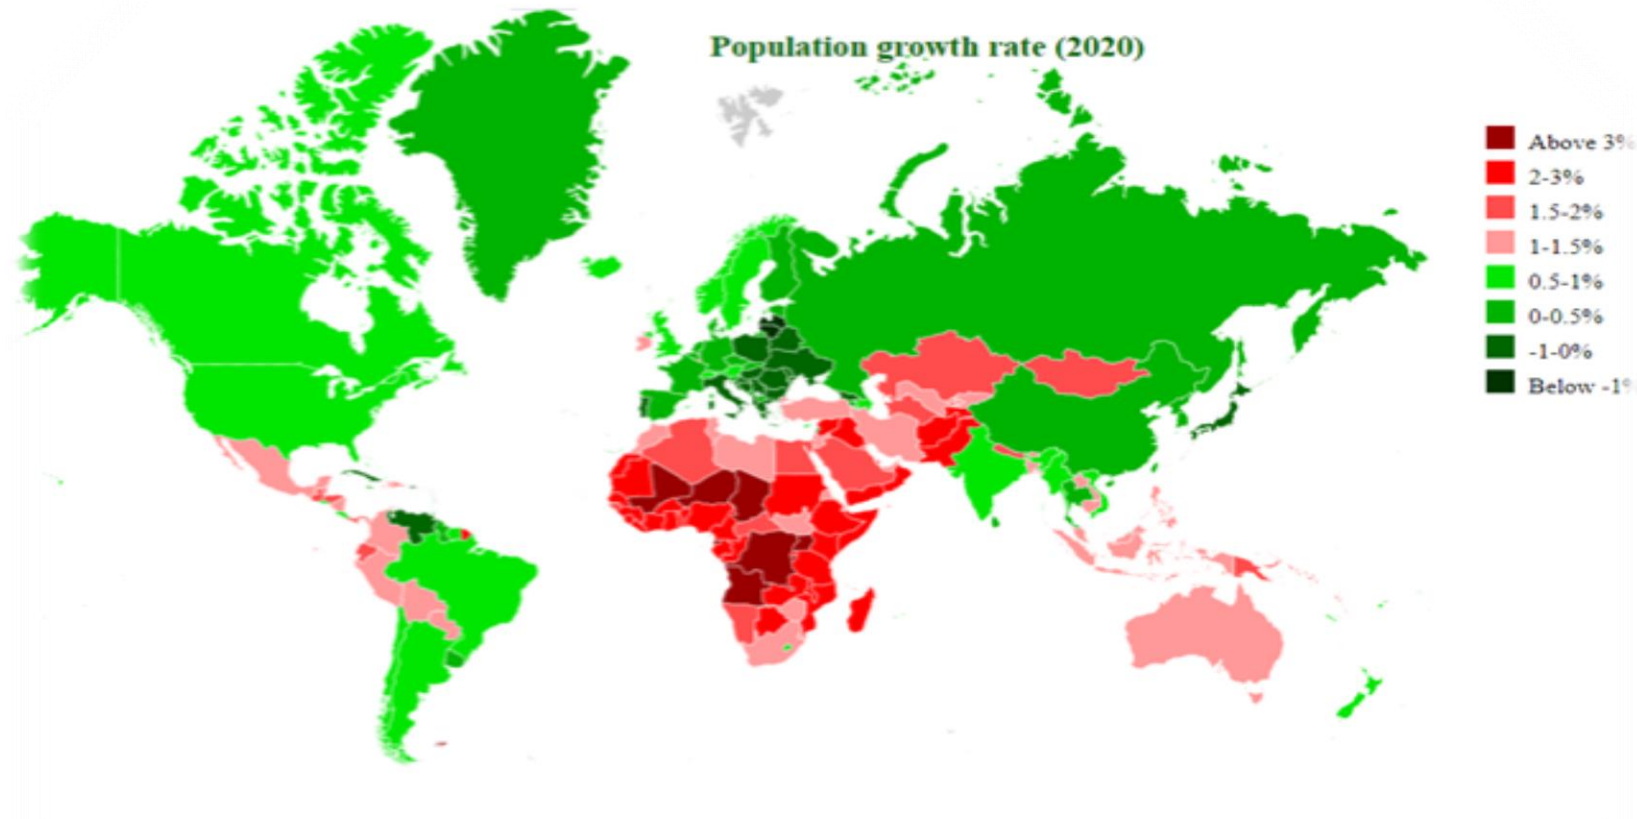 Population growth rate (2020)
Above 3%
2-3%
1.5-2%
1-1.5%
0.5-1%
0-0.5%
-1-0%
Below -1%